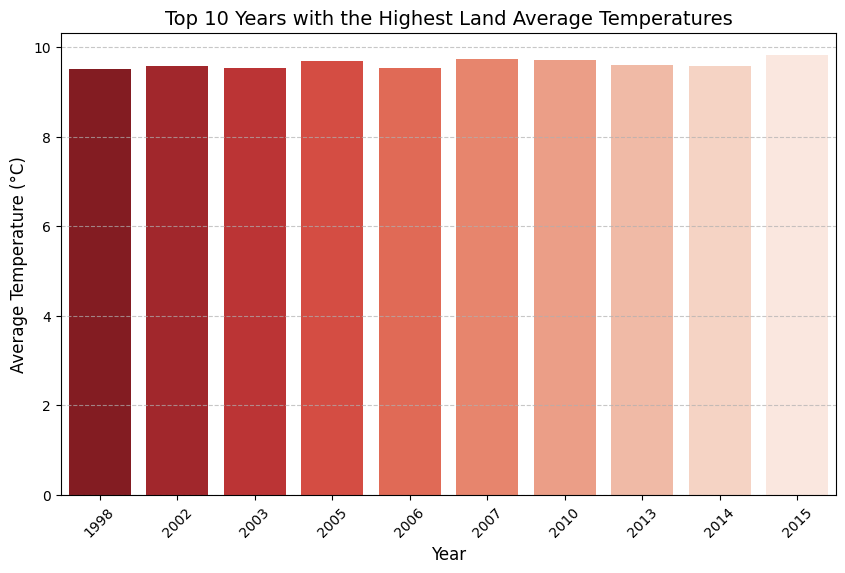 Top 10 Years with the Highest Land Average Temperatures
Average Temperature (°C)
10
8
6
4
2
0
1998 2002 2003 2005 2006 2007 2010 2013 2014 2015
Year